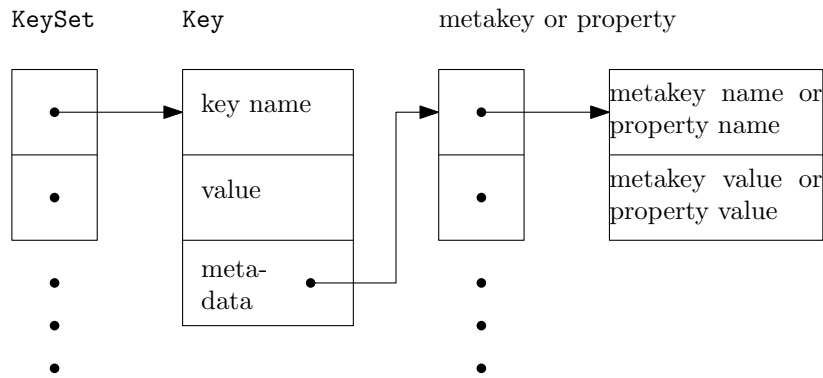 KeySet
Key
metakey or property
key name
metakey name or
property name
value
metakey value or
property value
meta-
data